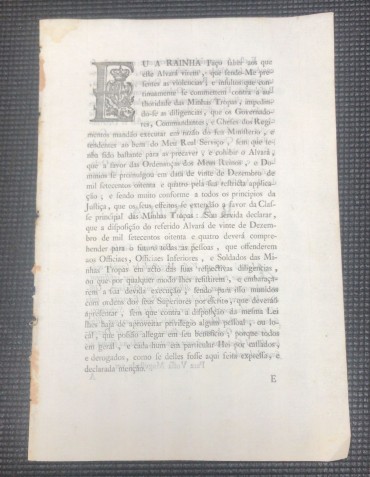 EU A RAINHA Faço saber aos que
este Alvará virem, que sendo-Me pre-
sentes as violencias, e insultos que con-
tinuamente se commettem contra a au-
thoridade das Minhas Tropas, impedin-
do-se as diligencias, que os Governado-
res, Commandantes, e Chefes dos Regi-
mentos mandão executar em razão do seu Ministerio, e
tendentes ao bem do Meu Real Serviço, sem que te-
nha sido bastante para os precaver, e cohibir o Alvará,
que a favor das Ordenanças dos Meus Reinos, e Do-
minios se promulgou em data de vinte de Dezembro de
mil setecentos oitenta e quatro pela sua restricta applica-
ção, e sendo muito conforme a todos os principios da
Justiça, que os seus effeitos se extendão a favor da Clas-
se principal das Minhas Tropas: Sou servida declarar,
que a disposição do referido Alvará de vinte de Dezem-
bro de mil setecentos oitenta e quatro deverá compre-
hender para o futuro todas as pessoas, que offenderem
aos Officiaes, Officiaes Inferiores, e Soldados das Mi-
nhas Tropas em acto das suas respectivas diligencias,
ou que por qualquer modo lhes resistirem, e embaraça-
rem a sua devida execução, sendo para isso munidos
com ordens dos seus Superiores por escrito, que deverão
apresentar, sem que contra a disposição da mesma Lei
lhes haja de aproveitar privilegio algum pessoal, ou lo-
cal, que possão allegar em seu beneficio, porque todos
em geral, e cada hum em particular Hei por cassados,
e derogados, como se delles fosse aqui feita expressa, e
declarada menção.
E